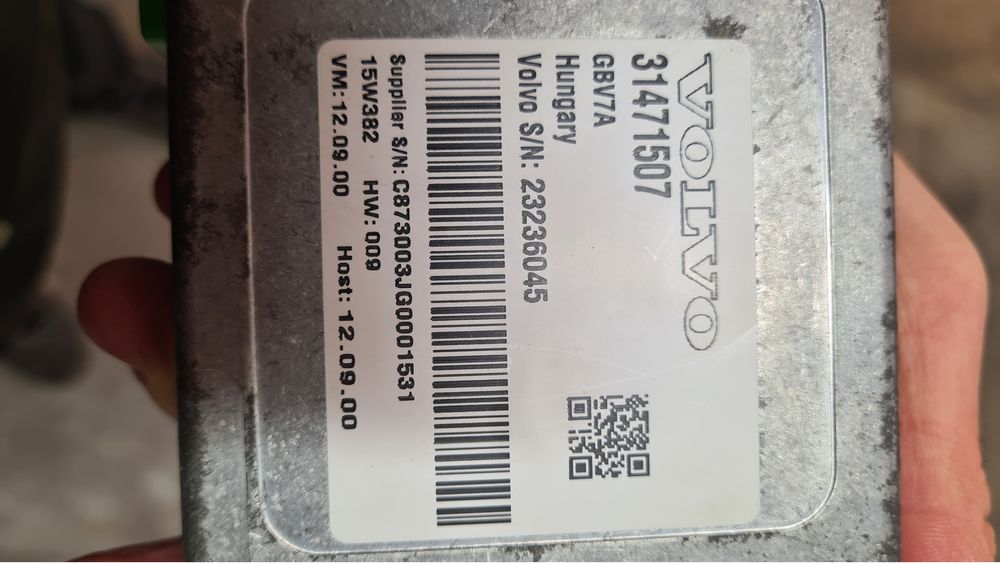 VOLVO
31471507
GBV7A
Hungary
Volvo S/N: 23236045
Supplier S/N: C873003JG0001531
15W382 HW: 009
VM:12.09.00 Host: 12.09.00